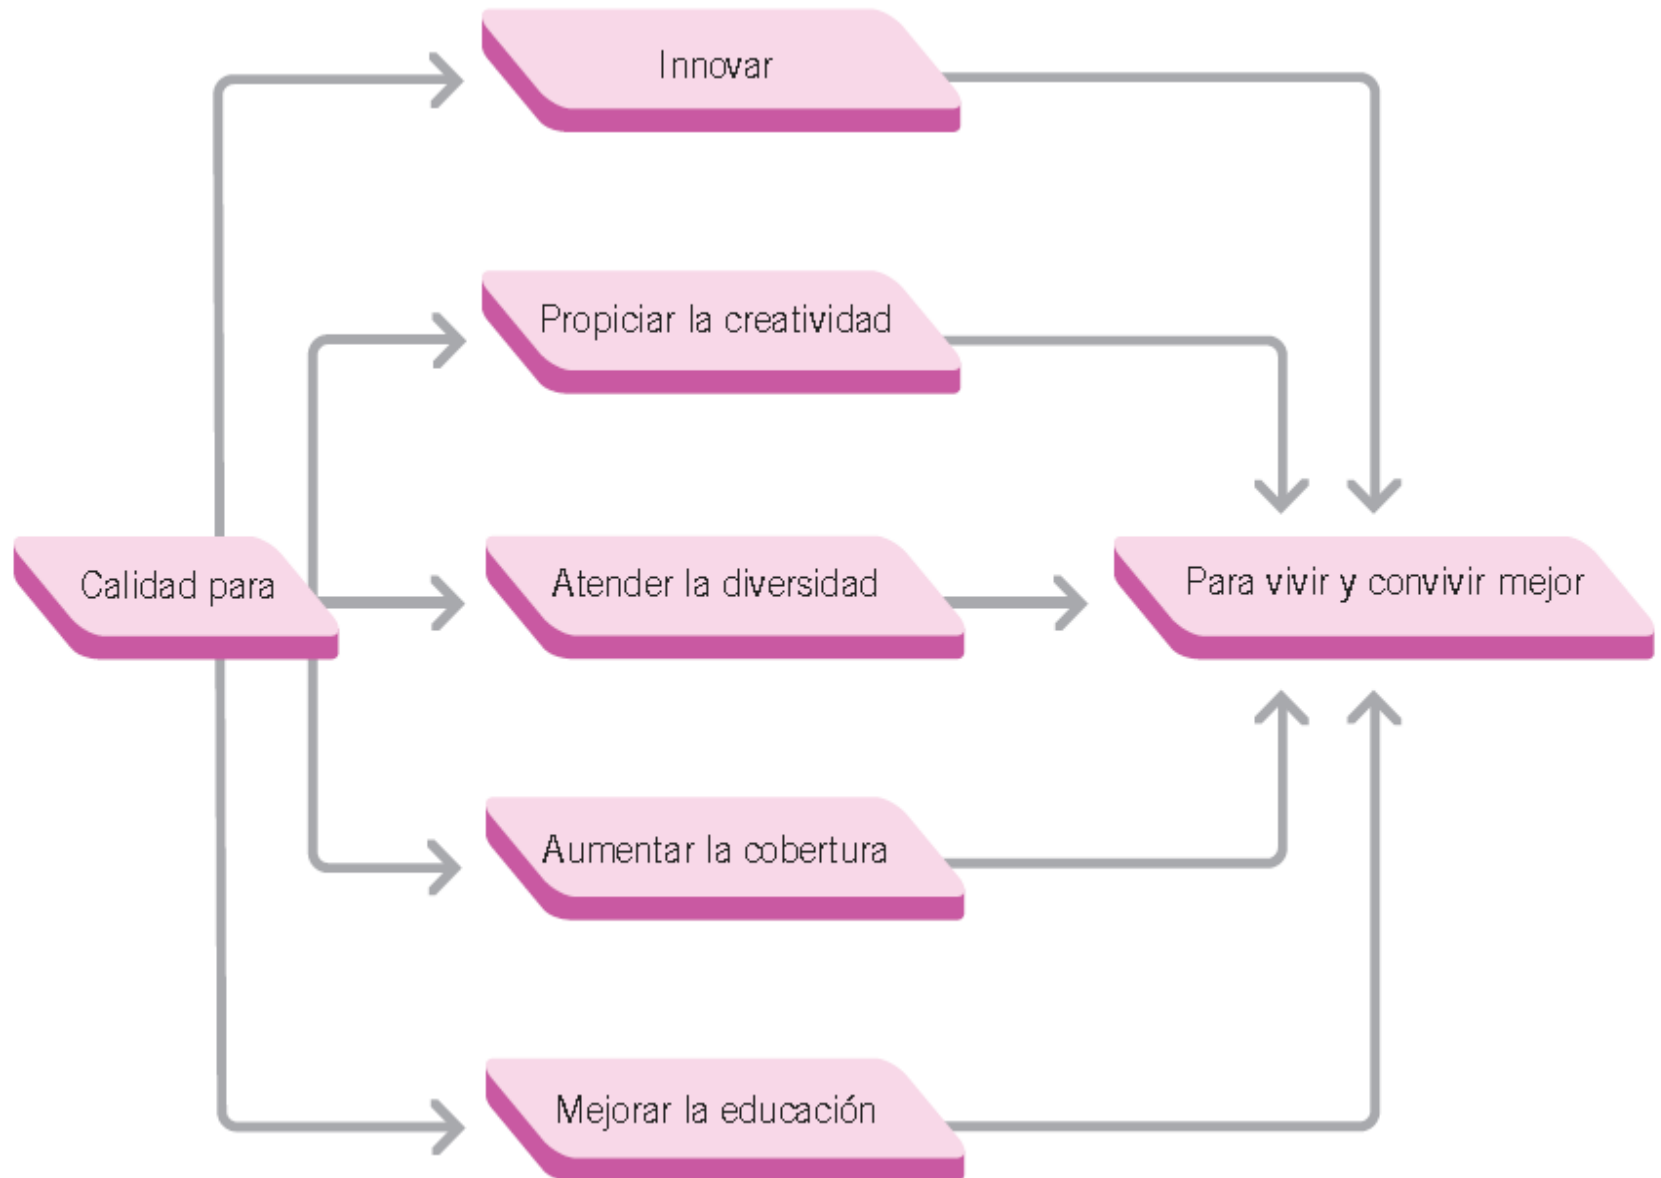 Innovar
Propiciar la creatividad
Calidad para
Atender la diversidad
Para vivir y convivir mejor
Aumentar la cobertura
Mejorar la educación